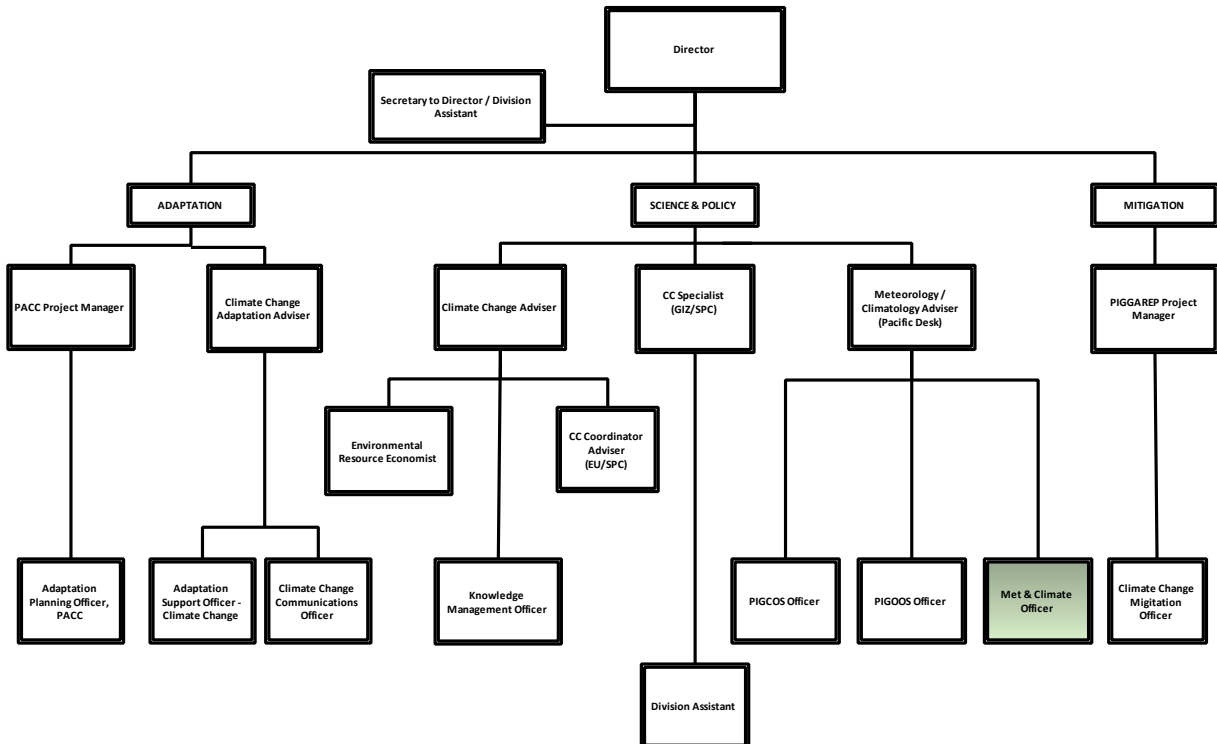 Director
Secretary to Director / Division
Assistant
ADAPTATION
SCIENCE & POLICY
MITIGATION
PACC Project Manager
Climate Change
Adaptation Adviser
Climate Change Adviser
CC Specialist
(GIZ/SPC)
Meteorology /
Climatology Adviser
(Pacific Desk)
PIGGAREP Project
Manager
Environmental
Resource Economist
CC Coordinator
Adviser
(EU/SPC)
Adaptation
Planning Officer,
PACC
Adaptation
Support Officer -
Climate Change
Climate Change
Communications
Officer
Knowledge
Management Officer
PIGCOS Officer
PIGOOS Officer
Met & Climate
Officer
Climate Change
Migitation
Officer
Division Assistant